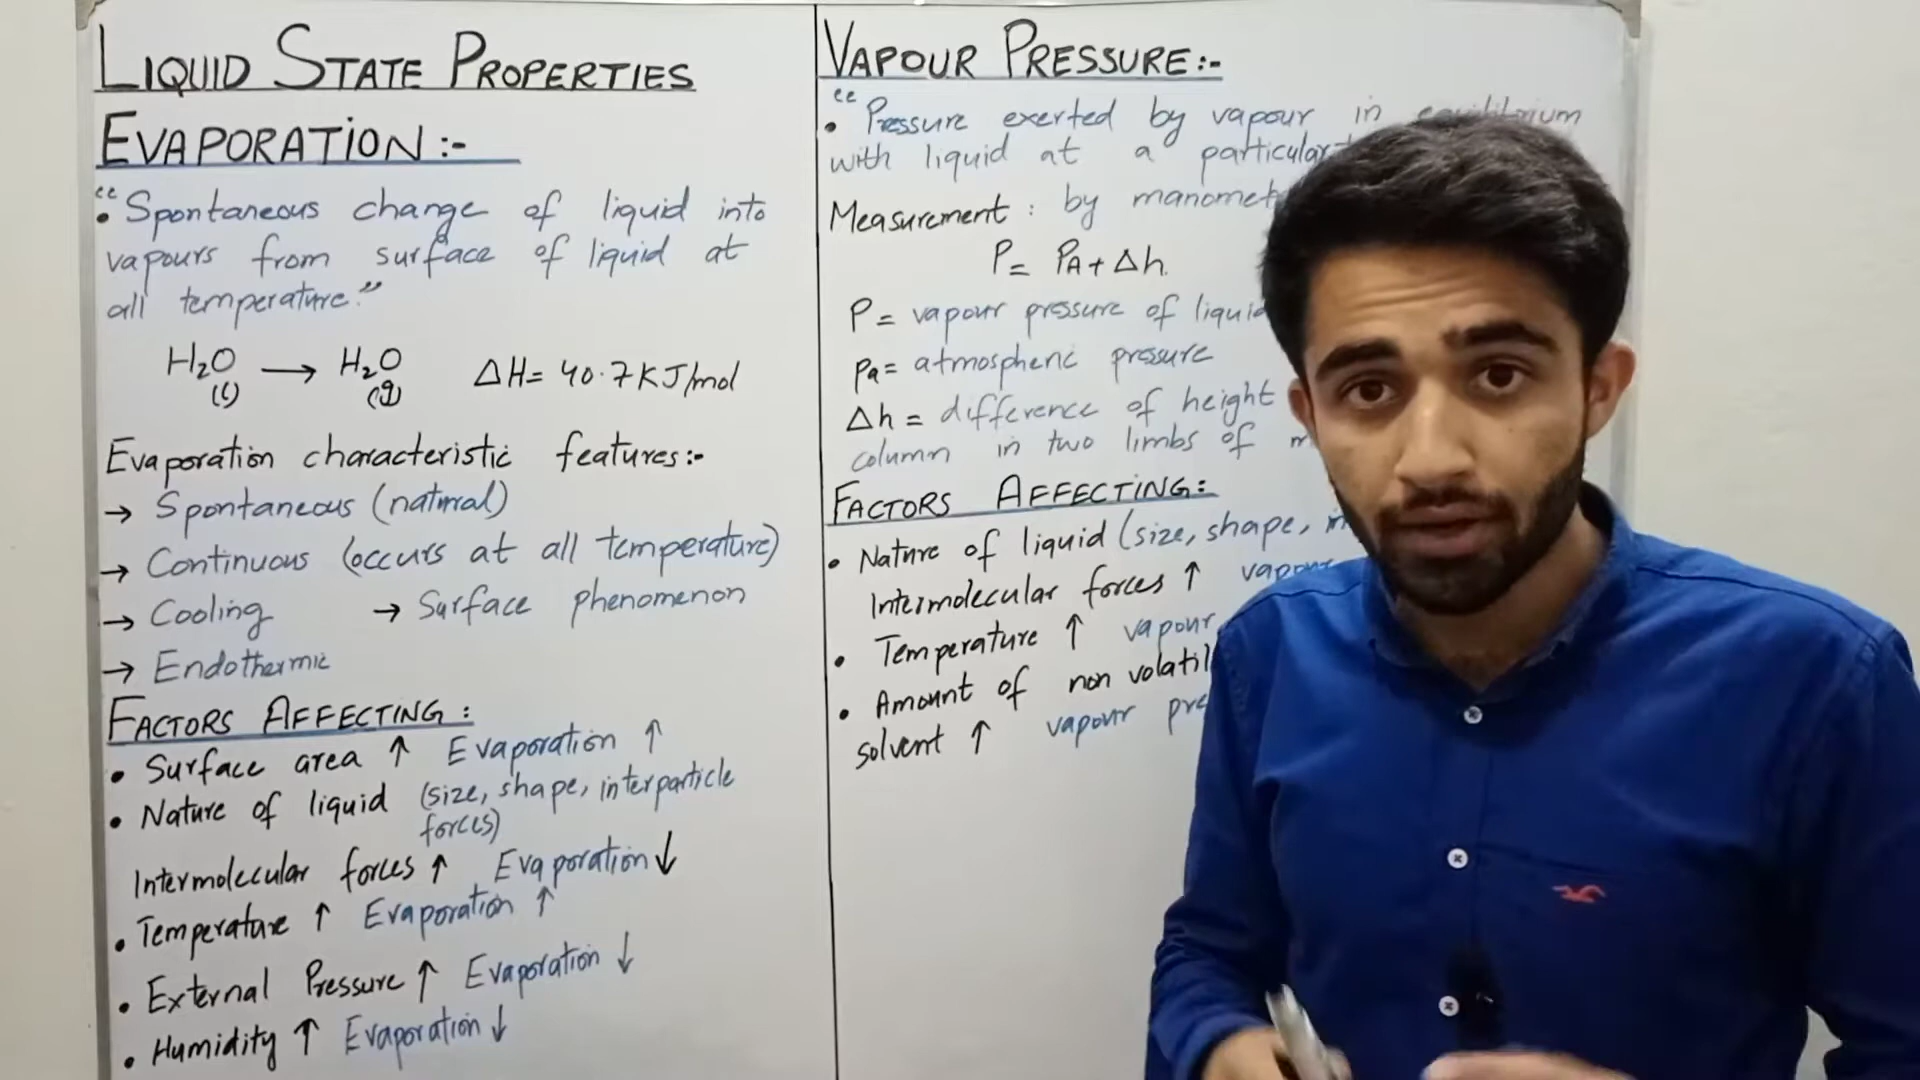 LIQUID STATE PROPERTIES
EVAPORATION :-
“ Spontaneous change of liquid into
vapours from surface of liquid at
all temperature.”
H₂O (l) → H₂O (g) ΔH = 40.7 KJ/mol
Evaporation characteristic features :-
→ Spontaneous (natural)
→ Continuous (occurs at all temperature)
→ Cooling → Surface phenomenon
→ Endothermic
FACTORS AFFECTING :
• Surface area ↑ Evaporation ↑
• Nature of liquid (size, shape, interparticle
forces)
Intermolecular forces ↑ Evaporation ↓
• Temperature ↑ Evaporation ↑
• External Pressure ↑ Evaporation ↓
• Humidity ↑ Evaporation ↓
VAPOUR PRESSURE :-
“
• Pressure exerted by vapour in equilibrium
with liquid at a particular
Measurement : by
P = PA + Δh
P = vapour pressure of liquid
Pa = atmospheric pressure
Δh = difference of height
column in two limbs of
FACTORS AFFECTING :
• Nature of liquid (size, shape,
Intermolecular forces ↑ vapour
• Temperature ↑ vapour
• Amount of non
solvent ↑ vapour